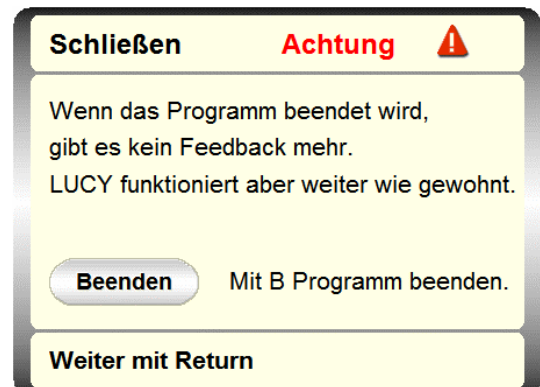 Schließen Achtung
Wenn das Programm beendet wird,
gibt es kein Feedback mehr.
LUCY funktioniert aber weiter wie gewohnt.
Beenden Mit B Programm beenden.
Weiter mit Return